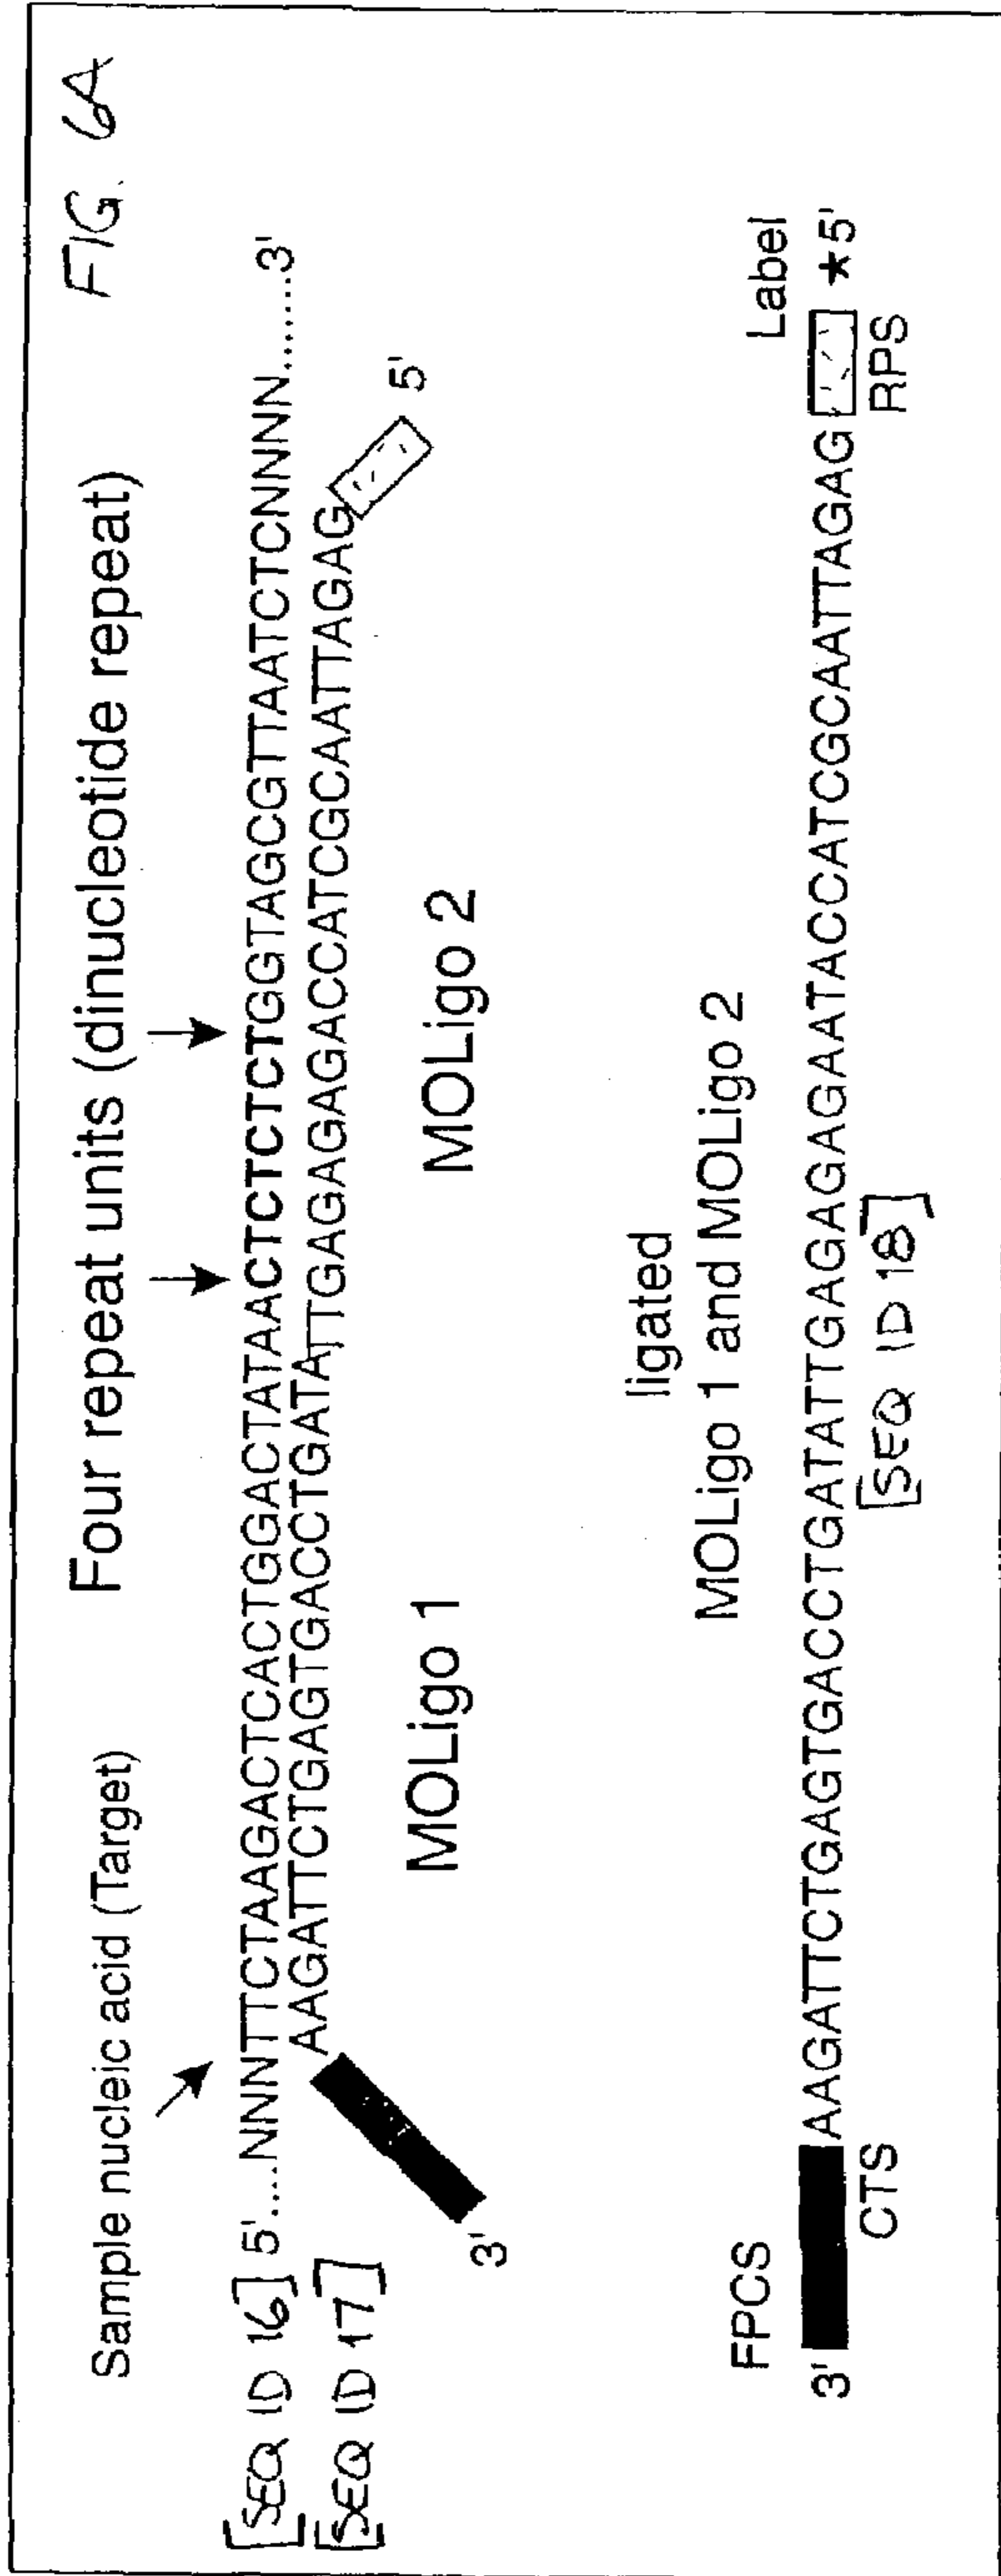 FIG. 6A
Four repeat units (dinucleotide repeat)
Sample nucleic acid (Target)
[SEQ ID 16] 5'....NNNTTCTAAGACTCACTGGACTATAACTCTCTCTGGTAGCGTTAATCTCNNNN........3'
[SEQ ID 17] AAGATTCTGAGTGACCTGATATTGAGAGAGACCATCGCAATTAGAG 5'
3'
MOLigo 1
MOLigo 2
ligated
MOLigo 1 and MOLigo 2
FPCS
Label
3' AAGATTCTGAGTGACCTGATATTGAGAGAGAATACCATCGCAATTAGAG *5'
CTS
[SEQ ID 18]
RPS